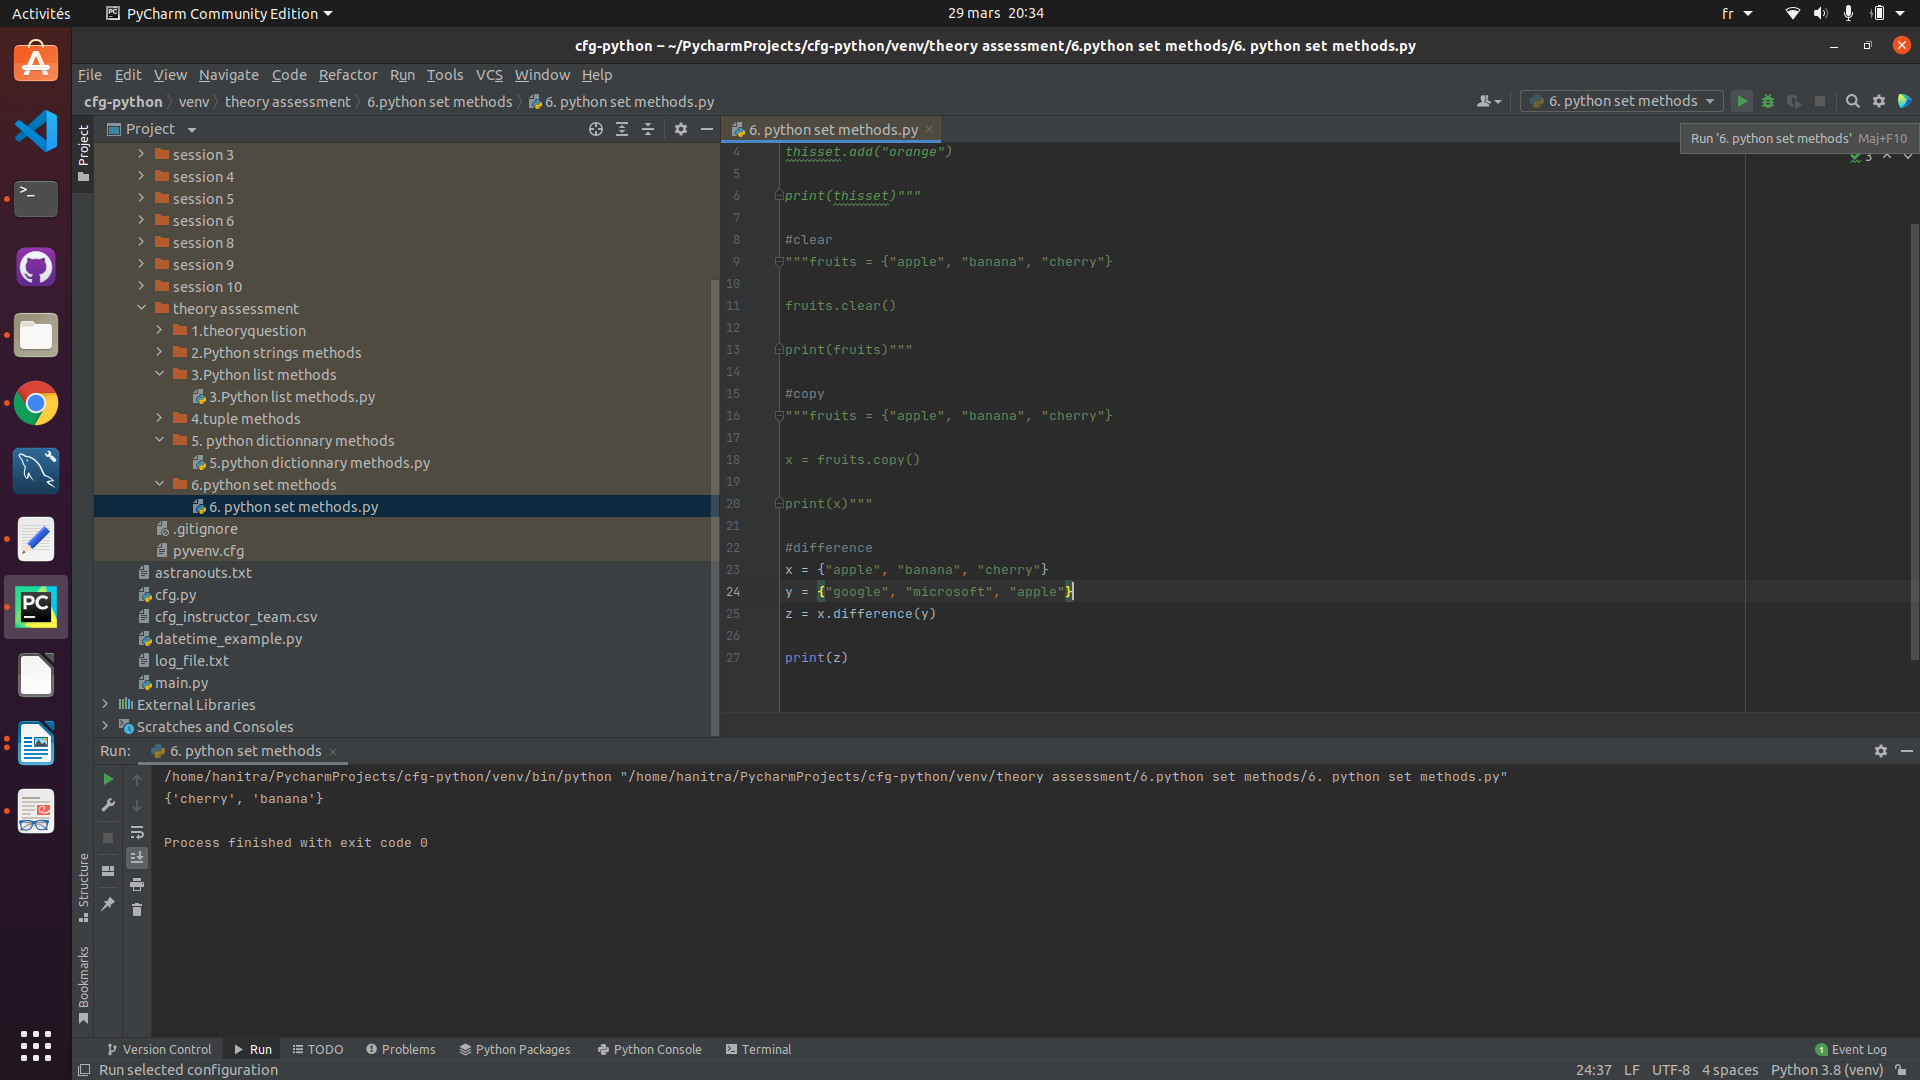 Activités PyCharm Community Edition 29 mars 20:34 fr
cfg-python – ~/PycharmProjects/cfg-python/venv/theory assessment/6.python set methods/6. python set methods.py
File Edit View Navigate Code Refactor Run Tools VCS Window Help
cfg-python venv theory assessment 6.python set methods 6. python set methods.py 6. python set methods
Project
Project
6. python set methods.py
Run '6. python set methods' Maj+F10
3
session 3
session 4
session 5
session 6
session 8
session 9
session 10
theory assessment
1.theoryquestion
2.Python strings methods
3.Python list methods
3.Python list methods.py
4.tuple methods
5. python dictionnary methods
5.python dictionnary methods.py
6.python set methods
6. python set methods.py
.gitignore
pyvenv.cfg
astranouts.txt
cfg.py
cfg_instructor_team.csv
datetime_example.py
log_file.txt
main.py
External Libraries
Scratches and Consoles
4 thisset.add("orange")
5
6 print(thisset)"""
7
8 #clear
9 """fruits = {"apple", "banana", "cherry"}
10
11 fruits.clear()
12
13 print(fruits)"""
14
15 #copy
16 """fruits = {"apple", "banana", "cherry"}
17
18 x = fruits.copy()
19
20 print(x)"""
21
22 #difference
23 x = {"apple", "banana", "cherry"}
24 y = {"google", "microsoft", "apple"}
25 z = x.difference(y)
26
27 print(z)
Run: 6. python set methods
/home/hanitra/PycharmProjects/cfg-python/venv/bin/python "/home/hanitra/PycharmProjects/cfg-python/venv/theory assessment/6.python set methods/6. python set methods.py"
{'cherry', 'banana'}
Process finished with exit code 0
Structure
Bookmarks
Version Control Run TODO Problems Python Packages Python Console Terminal 1 Event Log
Run selected configuration 24:37 LF UTF-8 4 spaces Python 3.8 (venv)